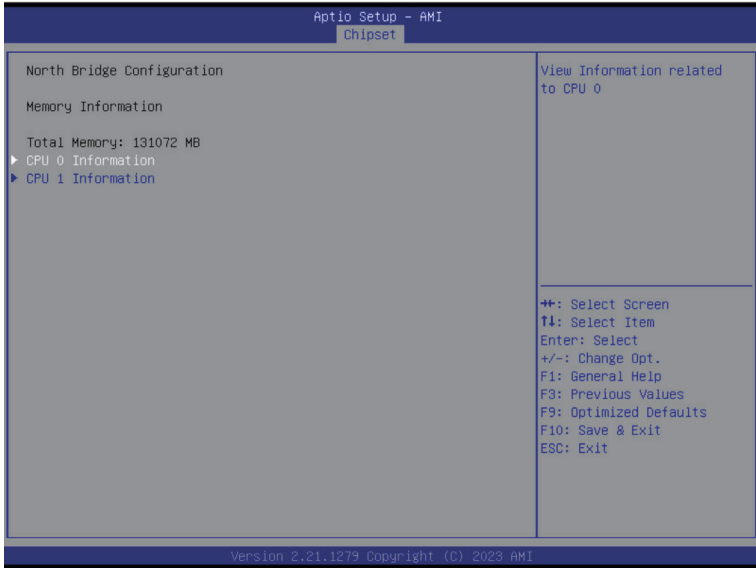 Aptio Setup – AMI
Chipset
North Bridge Configuration
Memory Information
Total Memory: 131072 MB
CPU 0 Information
CPU 1 Information
View Information related
to CPU 0
: Select Screen
↑↓: Select Item
Enter: Select
+/-: Change Opt.
F1: General Help
F3: Previous Values
F9: Optimized Defaults
F10: Save & Exit
ESC: Exit
Version 2.21.1279 Copyright (C) 2023 AMI